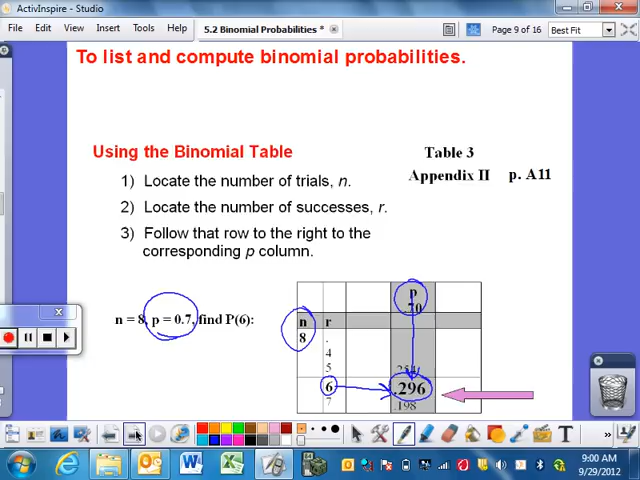 ActivInspire - Studio
File Edit View Insert Tools Help 5.2 Binomial Probabilities * Page 9 of 16 Best Fit
To list and compute binomial probabilities.
Using the Binomial Table
Table 3
Appendix II p. A11
1) Locate the number of trials, n.
2) Locate the number of successes, r.
3) Follow that row to the right to the
corresponding p column.
n = 8, p = 0.7, find P(6):
p
.70
n r
8 .
4
5 .254
6 .296
7 .198
T
9:00 AM
9/29/2012